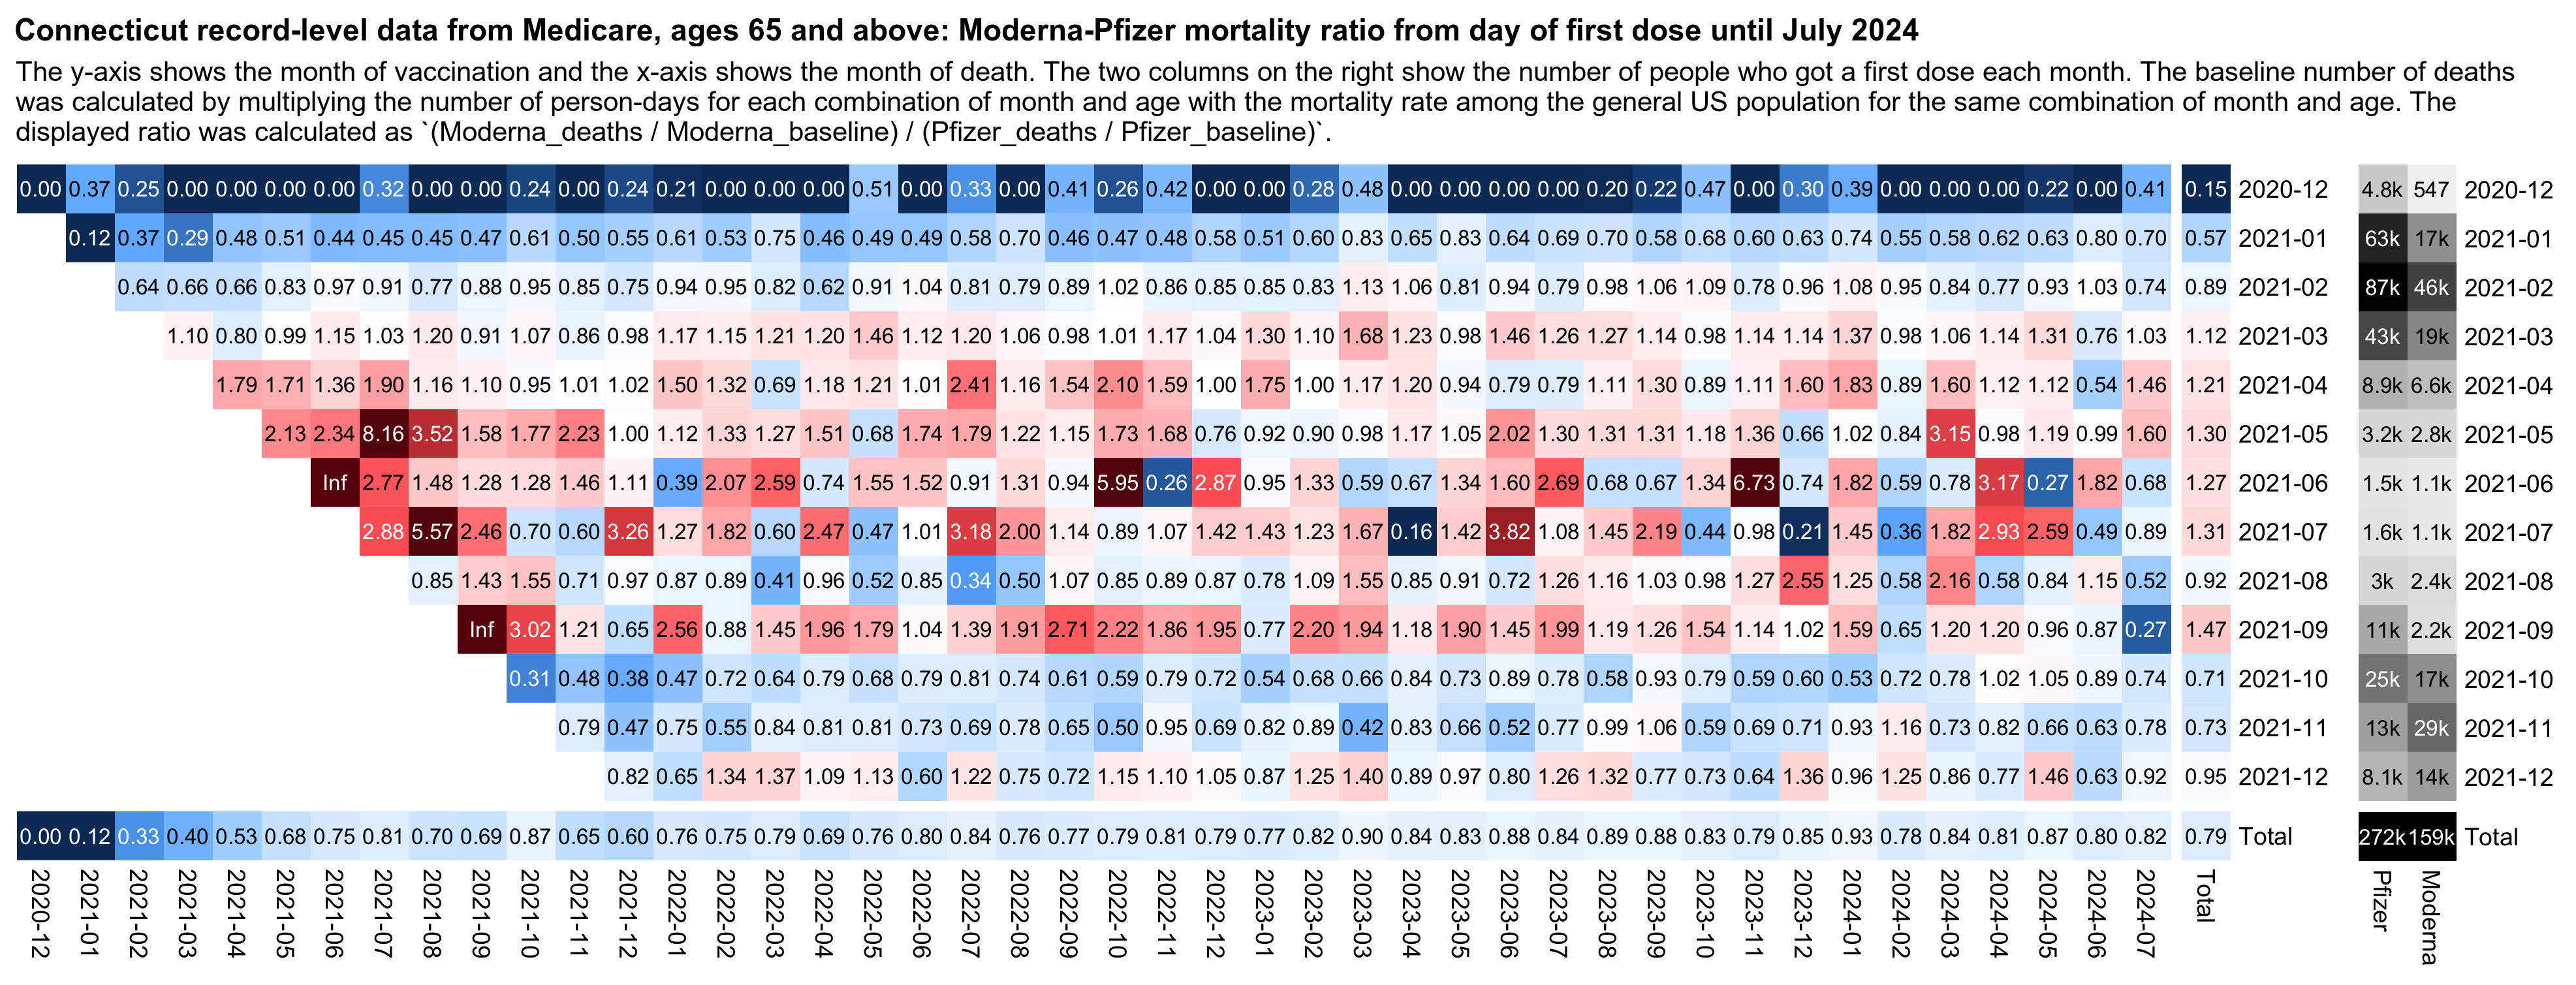 Connecticut record-level data from Medicare, ages 65 and above: Moderna-Pfizer mortality ratio from day of first dose until July 2024
The y-axis shows the month of vaccination and the x-axis shows the month of death. The two columns on the right show the number of people who got a first dose each month. The baseline number of deaths
was calculated by multiplying the number of person-days for each combination of month and age with the mortality rate among the general US population for the same combination of month and age. The
displayed ratio was calculated as `(Moderna_deaths / Moderna_baseline) / (Pfizer_deaths / Pfizer_baseline)`.
0.00 0.37 0.25 0.00 0.00 0.00 0.00 0.32 0.00 0.00 0.24 0.00 0.24 0.21 0.00 0.00 0.00 0.51 0.00 0.33 0.00 0.41 0.26 0.42 0.00 0.00 0.28 0.48 0.00 0.00 0.00 0.00 0.20 0.22 0.47 0.00 0.30 0.39 0.00 0.00 0.00 0.22 0.00 0.41 0.15 2020-12 4.8k 547 2020-12
0.12 0.37 0.29 0.48 0.51 0.44 0.45 0.45 0.47 0.61 0.50 0.55 0.61 0.53 0.75 0.46 0.49 0.49 0.58 0.70 0.46 0.47 0.48 0.58 0.51 0.60 0.83 0.65 0.83 0.64 0.69 0.70 0.58 0.68 0.60 0.63 0.74 0.55 0.58 0.62 0.63 0.80 0.70 0.57 2021-01 63k 17k 2021-01
0.64 0.66 0.66 0.83 0.97 0.91 0.77 0.88 0.95 0.85 0.75 0.94 0.95 0.82 0.62 0.91 1.04 0.81 0.79 0.89 1.02 0.86 0.85 0.85 0.83 1.13 1.06 0.81 0.94 0.79 0.98 1.06 1.09 0.78 0.96 1.08 0.95 0.84 0.77 0.93 1.03 0.74 0.89 2021-02 87k 46k 2021-02
1.10 0.80 0.99 1.15 1.03 1.20 0.91 1.07 0.86 0.98 1.17 1.15 1.21 1.20 1.46 1.12 1.20 1.06 0.98 1.01 1.17 1.04 1.30 1.10 1.68 1.23 0.98 1.46 1.26 1.27 1.14 0.98 1.14 1.14 1.37 0.98 1.06 1.14 1.31 0.76 1.03 1.12 2021-03 43k 19k 2021-03
1.79 1.71 1.36 1.90 1.16 1.10 0.95 1.01 1.02 1.50 1.32 0.69 1.18 1.21 1.01 2.41 1.16 1.54 2.10 1.59 1.00 1.75 1.00 1.17 1.20 0.94 0.79 0.79 1.11 1.30 0.89 1.11 1.60 1.83 0.89 1.60 1.12 1.12 0.54 1.46 1.21 2021-04 8.9k 6.6k 2021-04
2.13 2.34 8.16 3.52 1.58 1.77 2.23 1.00 1.12 1.33 1.27 1.51 0.68 1.74 1.79 1.22 1.15 1.73 1.68 0.76 0.92 0.90 0.98 1.17 1.05 2.02 1.30 1.31 1.31 1.18 1.36 0.66 1.02 0.84 3.15 0.98 1.19 0.99 1.60 1.30 2021-05 3.2k 2.8k 2021-05
Inf 2.77 1.48 1.28 1.28 1.46 1.11 0.39 2.07 2.59 0.74 1.55 1.52 0.91 1.31 0.94 5.95 0.26 2.87 0.95 1.33 0.59 0.67 1.34 1.60 2.69 0.68 0.67 1.34 6.73 0.74 1.82 0.59 0.78 3.17 0.27 1.82 0.68 1.27 2021-06 1.5k 1.1k 2021-06
2.88 5.57 2.46 0.70 0.60 3.26 1.27 1.82 0.60 2.47 0.47 1.01 3.18 2.00 1.14 0.89 1.07 1.42 1.43 1.23 1.67 0.16 1.42 3.82 1.08 1.45 2.19 0.44 0.98 0.21 1.45 0.36 1.82 2.93 2.59 0.49 0.89 1.31 2021-07 1.6k 1.1k 2021-07
0.85 1.43 1.55 0.71 0.97 0.87 0.89 0.41 0.96 0.52 0.85 0.34 0.50 1.07 0.85 0.89 0.87 0.78 1.09 1.55 0.85 0.91 0.72 1.26 1.16 1.03 0.98 1.27 2.55 1.25 0.58 2.16 0.58 0.84 1.15 0.52 0.92 2021-08 3k 2.4k 2021-08
Inf 3.02 1.21 0.65 2.56 0.88 1.45 1.96 1.79 1.04 1.39 1.91 2.71 2.22 1.86 1.95 0.77 2.20 1.94 1.18 1.90 1.45 1.99 1.19 1.26 1.54 1.14 1.02 1.59 0.65 1.20 1.20 0.96 0.87 0.27 1.47 2021-09 11k 2.2k 2021-09
0.31 0.48 0.38 0.47 0.72 0.64 0.79 0.68 0.79 0.81 0.74 0.61 0.59 0.79 0.72 0.54 0.68 0.66 0.84 0.73 0.89 0.78 0.58 0.93 0.79 0.59 0.60 0.53 0.72 0.78 1.02 1.05 0.89 0.74 0.71 2021-10 25k 17k 2021-10
0.79 0.47 0.75 0.55 0.84 0.81 0.81 0.73 0.69 0.78 0.65 0.50 0.95 0.69 0.82 0.89 0.42 0.83 0.66 0.52 0.77 0.99 1.06 0.59 0.69 0.71 0.93 1.16 0.73 0.82 0.66 0.63 0.78 0.73 2021-11 13k 29k 2021-11
0.82 0.65 1.34 1.37 1.09 1.13 0.60 1.22 0.75 0.72 1.15 1.10 1.05 0.87 1.25 1.40 0.89 0.97 0.80 1.26 1.32 0.77 0.73 0.64 1.36 0.96 1.25 0.86 0.77 1.46 0.63 0.92 0.95 2021-12 8.1k 14k 2021-12
0.00 0.12 0.33 0.40 0.53 0.68 0.75 0.81 0.70 0.69 0.87 0.65 0.60 0.76 0.75 0.79 0.69 0.76 0.80 0.84 0.76 0.77 0.79 0.81 0.79 0.77 0.82 0.90 0.84 0.83 0.88 0.84 0.89 0.88 0.83 0.79 0.85 0.93 0.78 0.84 0.81 0.87 0.80 0.82 0.79 Total 272k 159k Total
2020-12 2021-01 2021-02 2021-03 2021-04 2021-05 2021-06 2021-07 2021-08 2021-09 2021-10 2021-11 2021-12 2022-01 2022-02 2022-03 2022-04 2022-05 2022-06 2022-07 2022-08 2022-09 2022-10 2022-11 2022-12 2023-01 2023-02 2023-03 2023-04 2023-05 2023-06 2023-07 2023-08 2023-09 2023-10 2023-11 2023-12 2024-01 2024-02 2024-03 2024-04 2024-05 2024-06 2024-07 Total Pfizer Moderna